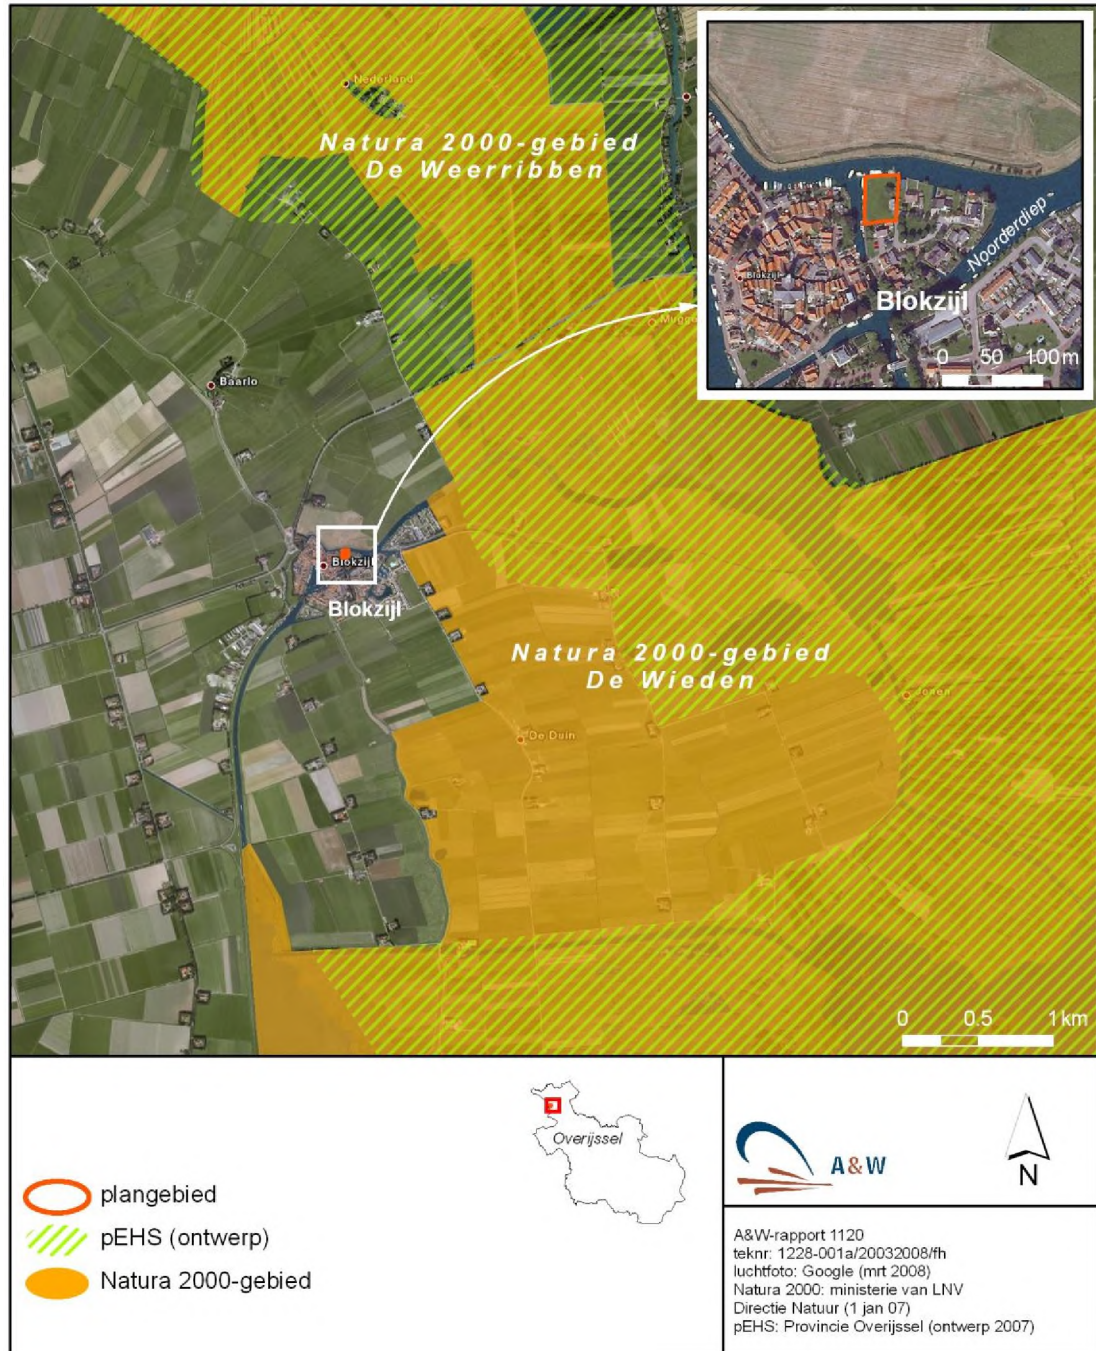 Nederland
Natura 2000-gebied
De Weerribben
Blokzijl
Noorderdiep
Blokzijl
0 50 100m
Baarlo
Blokzijl
Blokzijl
Natura 2000-gebied
De Wieden
Jonen
De Duin
0 0.5 1km
Overijssel
plangebied
pEHS (ontwerp)
Natura 2000-gebied
A&W
N
A&W-rapport 1120
teknr: 1228-001a/20032008/fh
luchtfoto: Google (mrt 2008)
Natura 2000: ministerie van LNV
Directie Natuur (1 jan 07)
pEHS: Provincie Overijssel (ontwerp 2007)